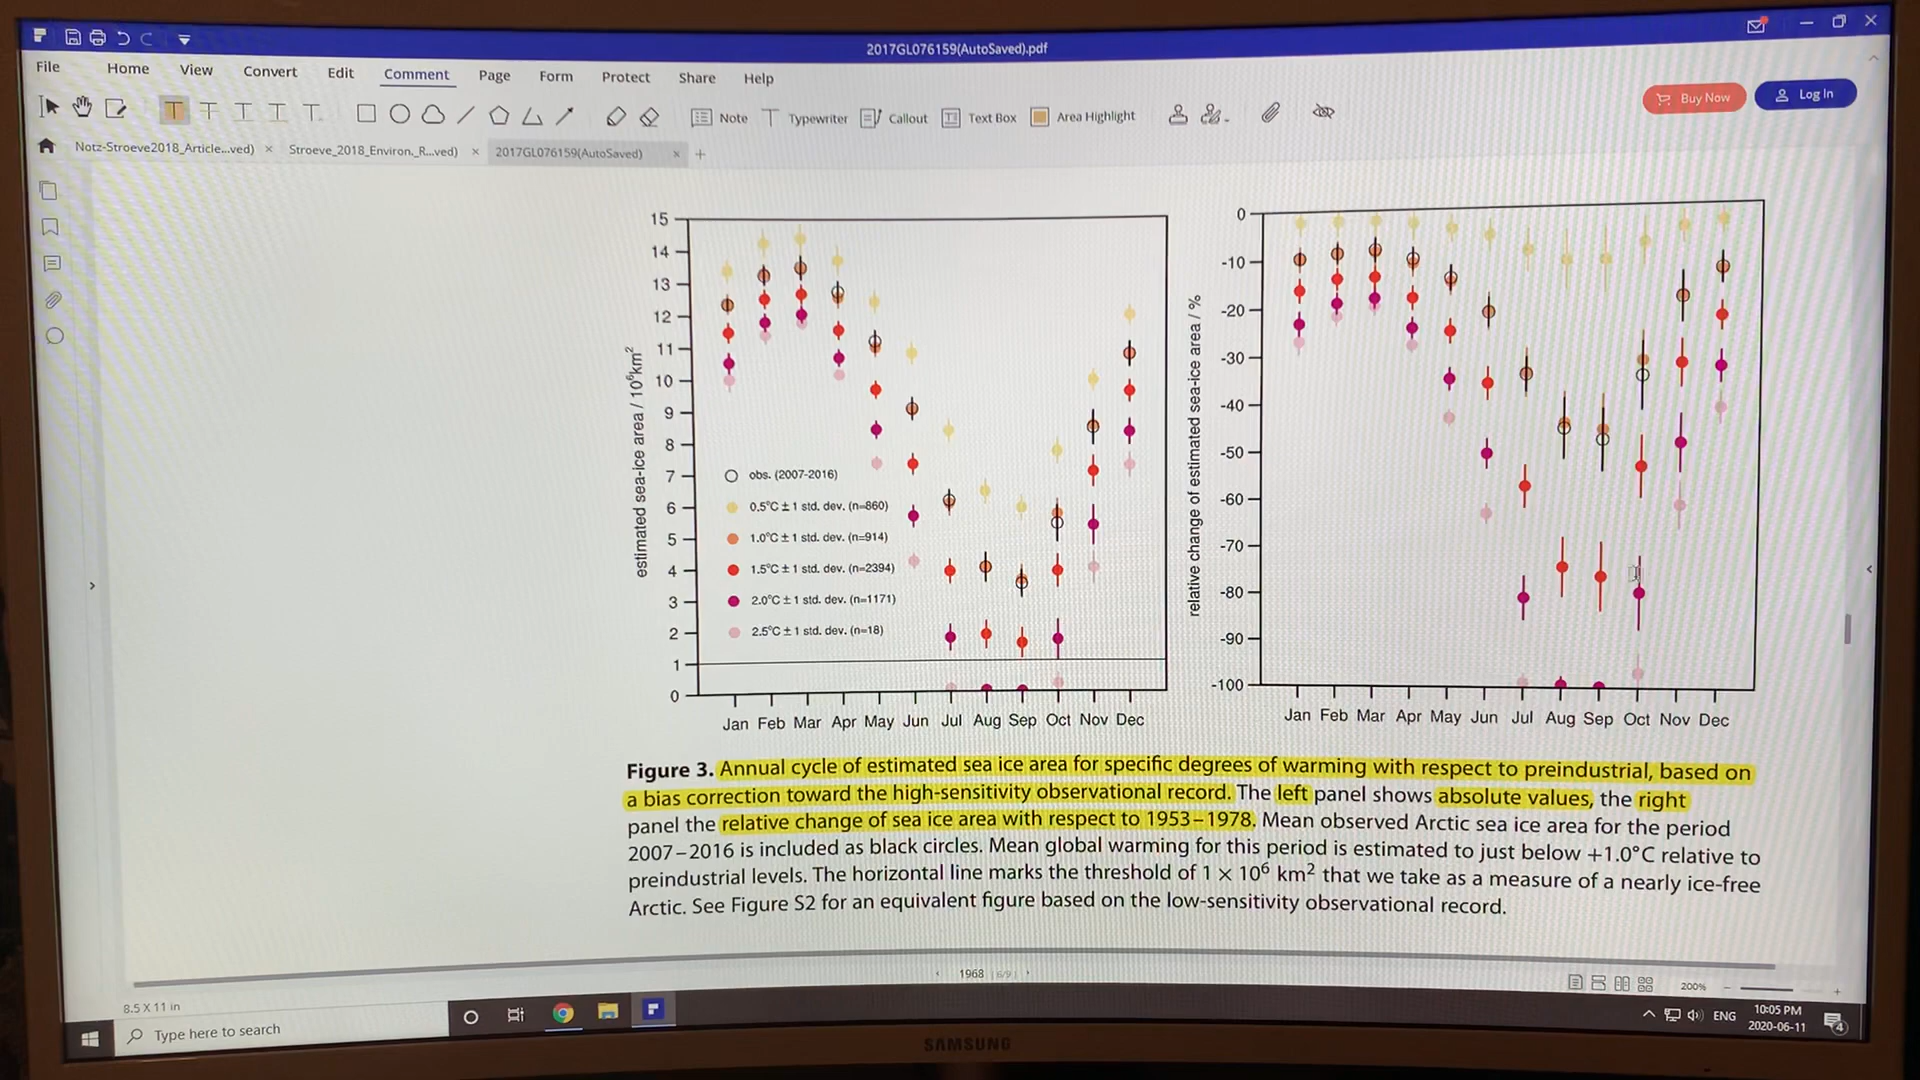 2017GL076159(AutoSaved).pdf
File Home View Convert Edit Comment Page Form Protect Share Help
Note Typewriter Callout Text Box Area Highlight
Buy Now Log In
Notz-Stroeve2018_Article...ved) × Stroeve_2018_Environ._R...ved) × 2017GL076159(AutoSaved) × +
estimated sea-ice area / 10⁶km²
15
14
13
12
11
10
9
8
7
6
5
4
3
2
1
0
obs. (2007-2016)
0.5°C ± 1 std. dev. (n=860)
1.0°C ± 1 std. dev. (n=914)
1.5°C ± 1 std. dev. (n=2394)
2.0°C ± 1 std. dev. (n=1171)
2.5°C ± 1 std. dev. (n=18)
Jan Feb Mar Apr May Jun Jul Aug Sep Oct Nov Dec
relative change of estimated sea-ice area / %
0
-10
-20
-30
-40
-50
-60
-70
-80
-90
-100
Jan Feb Mar Apr May Jun Jul Aug Sep Oct Nov Dec
Figure 3. Annual cycle of estimated sea ice area for specific degrees of warming with respect to preindustrial, based on
a bias correction toward the high-sensitivity observational record. The left panel shows absolute values, the right
panel the relative change of sea ice area with respect to 1953–1978. Mean observed Arctic sea ice area for the period
2007–2016 is included as black circles. Mean global warming for this period is estimated to just below +1.0°C relative to
preindustrial levels. The horizontal line marks the threshold of 1 × 10⁶ km² that we take as a measure of a nearly ice-free
Arctic. See Figure S2 for an equivalent figure based on the low-sensitivity observational record.
1968 | 6/9 |
200%
8.5 X 11 in
Type here to search
ENG
10:05 PM
2020-06-11
4
SAMSUNG